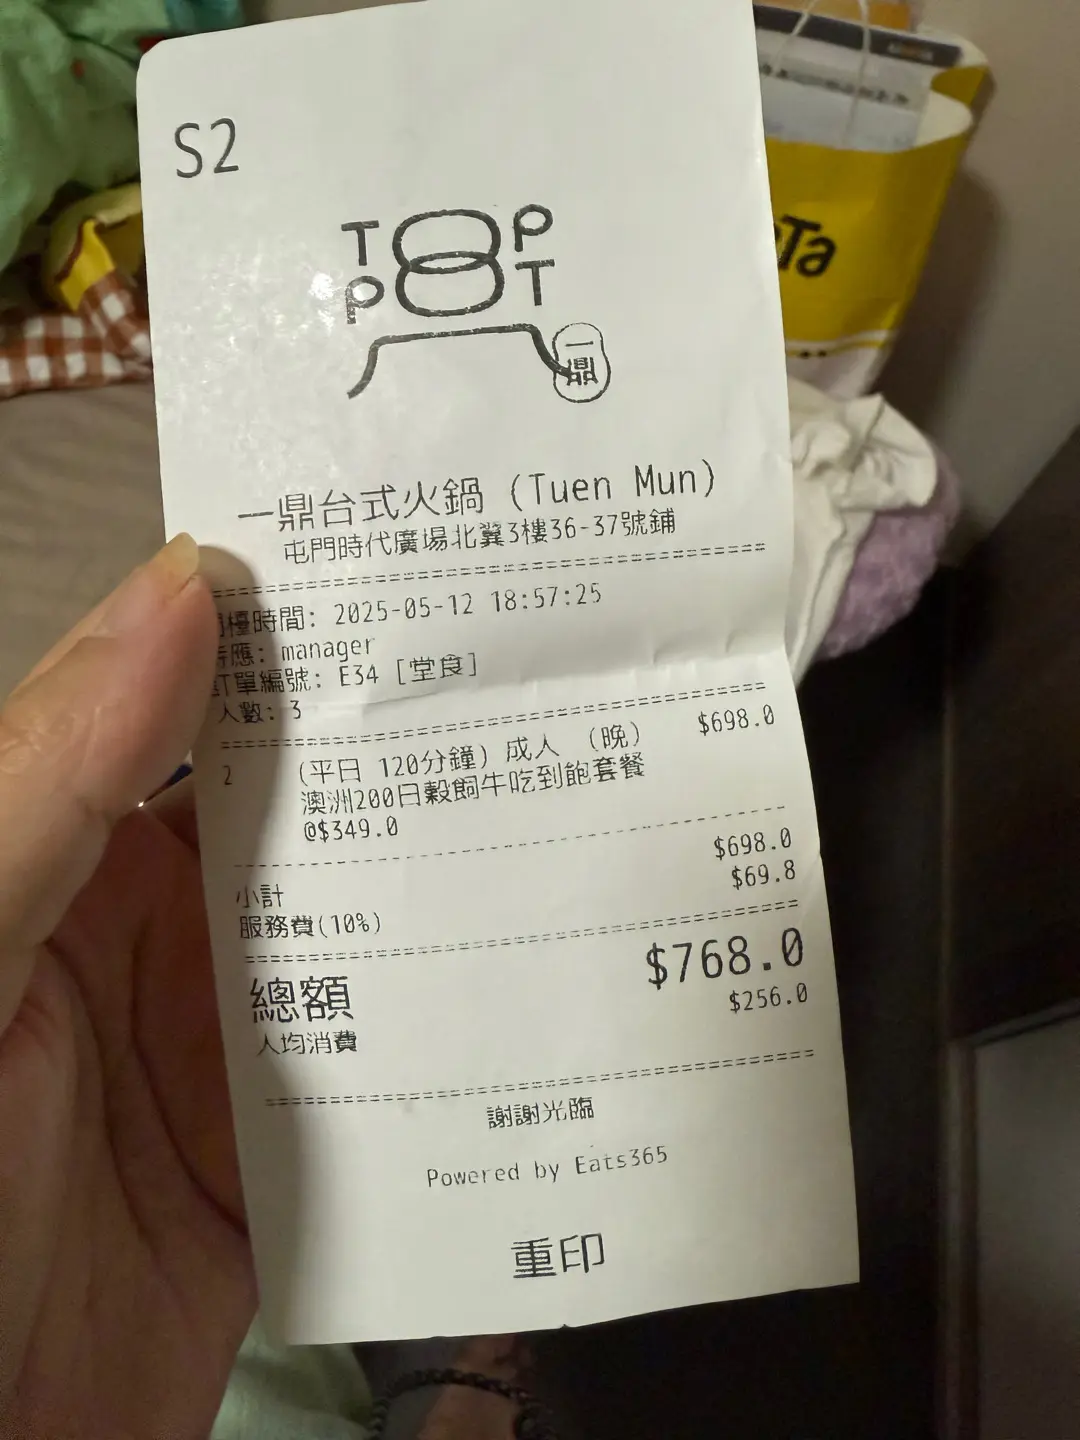 S2
TOP
POT
一鼎
一鼎台式火鍋 (Tuen Mun)
屯門時代廣場北翼3樓36-37號鋪
檯時間: 2025-05-12 18:57:25
應: manager
訂單編號: E34 [堂食]
人數: 3
2 (平日 120分鐘) 成人 (晚) $698.0
澳洲200日穀飼牛吃到飽套餐
@$349.0
小計 $698.0
服務費(10%) $69.8
總額 $768.0
人均消費 $256.0
謝謝光臨
Powered by Eats365
重印
Ta